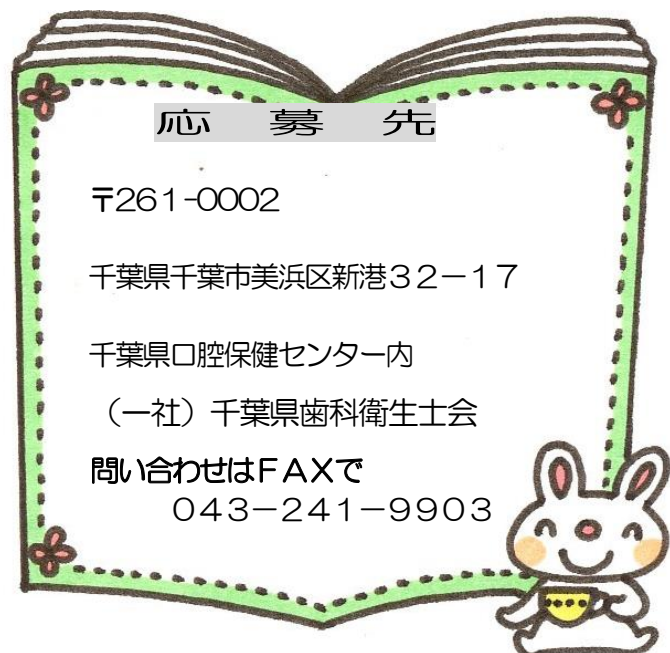 応　募　先
〒261-0002
千葉県千葉市美浜区新港３２－１７
千葉県口腔保健センター内
（一社）千葉県歯科衛生士会
問い合わせはＦＡＸで
０４３－２４１－９９０３